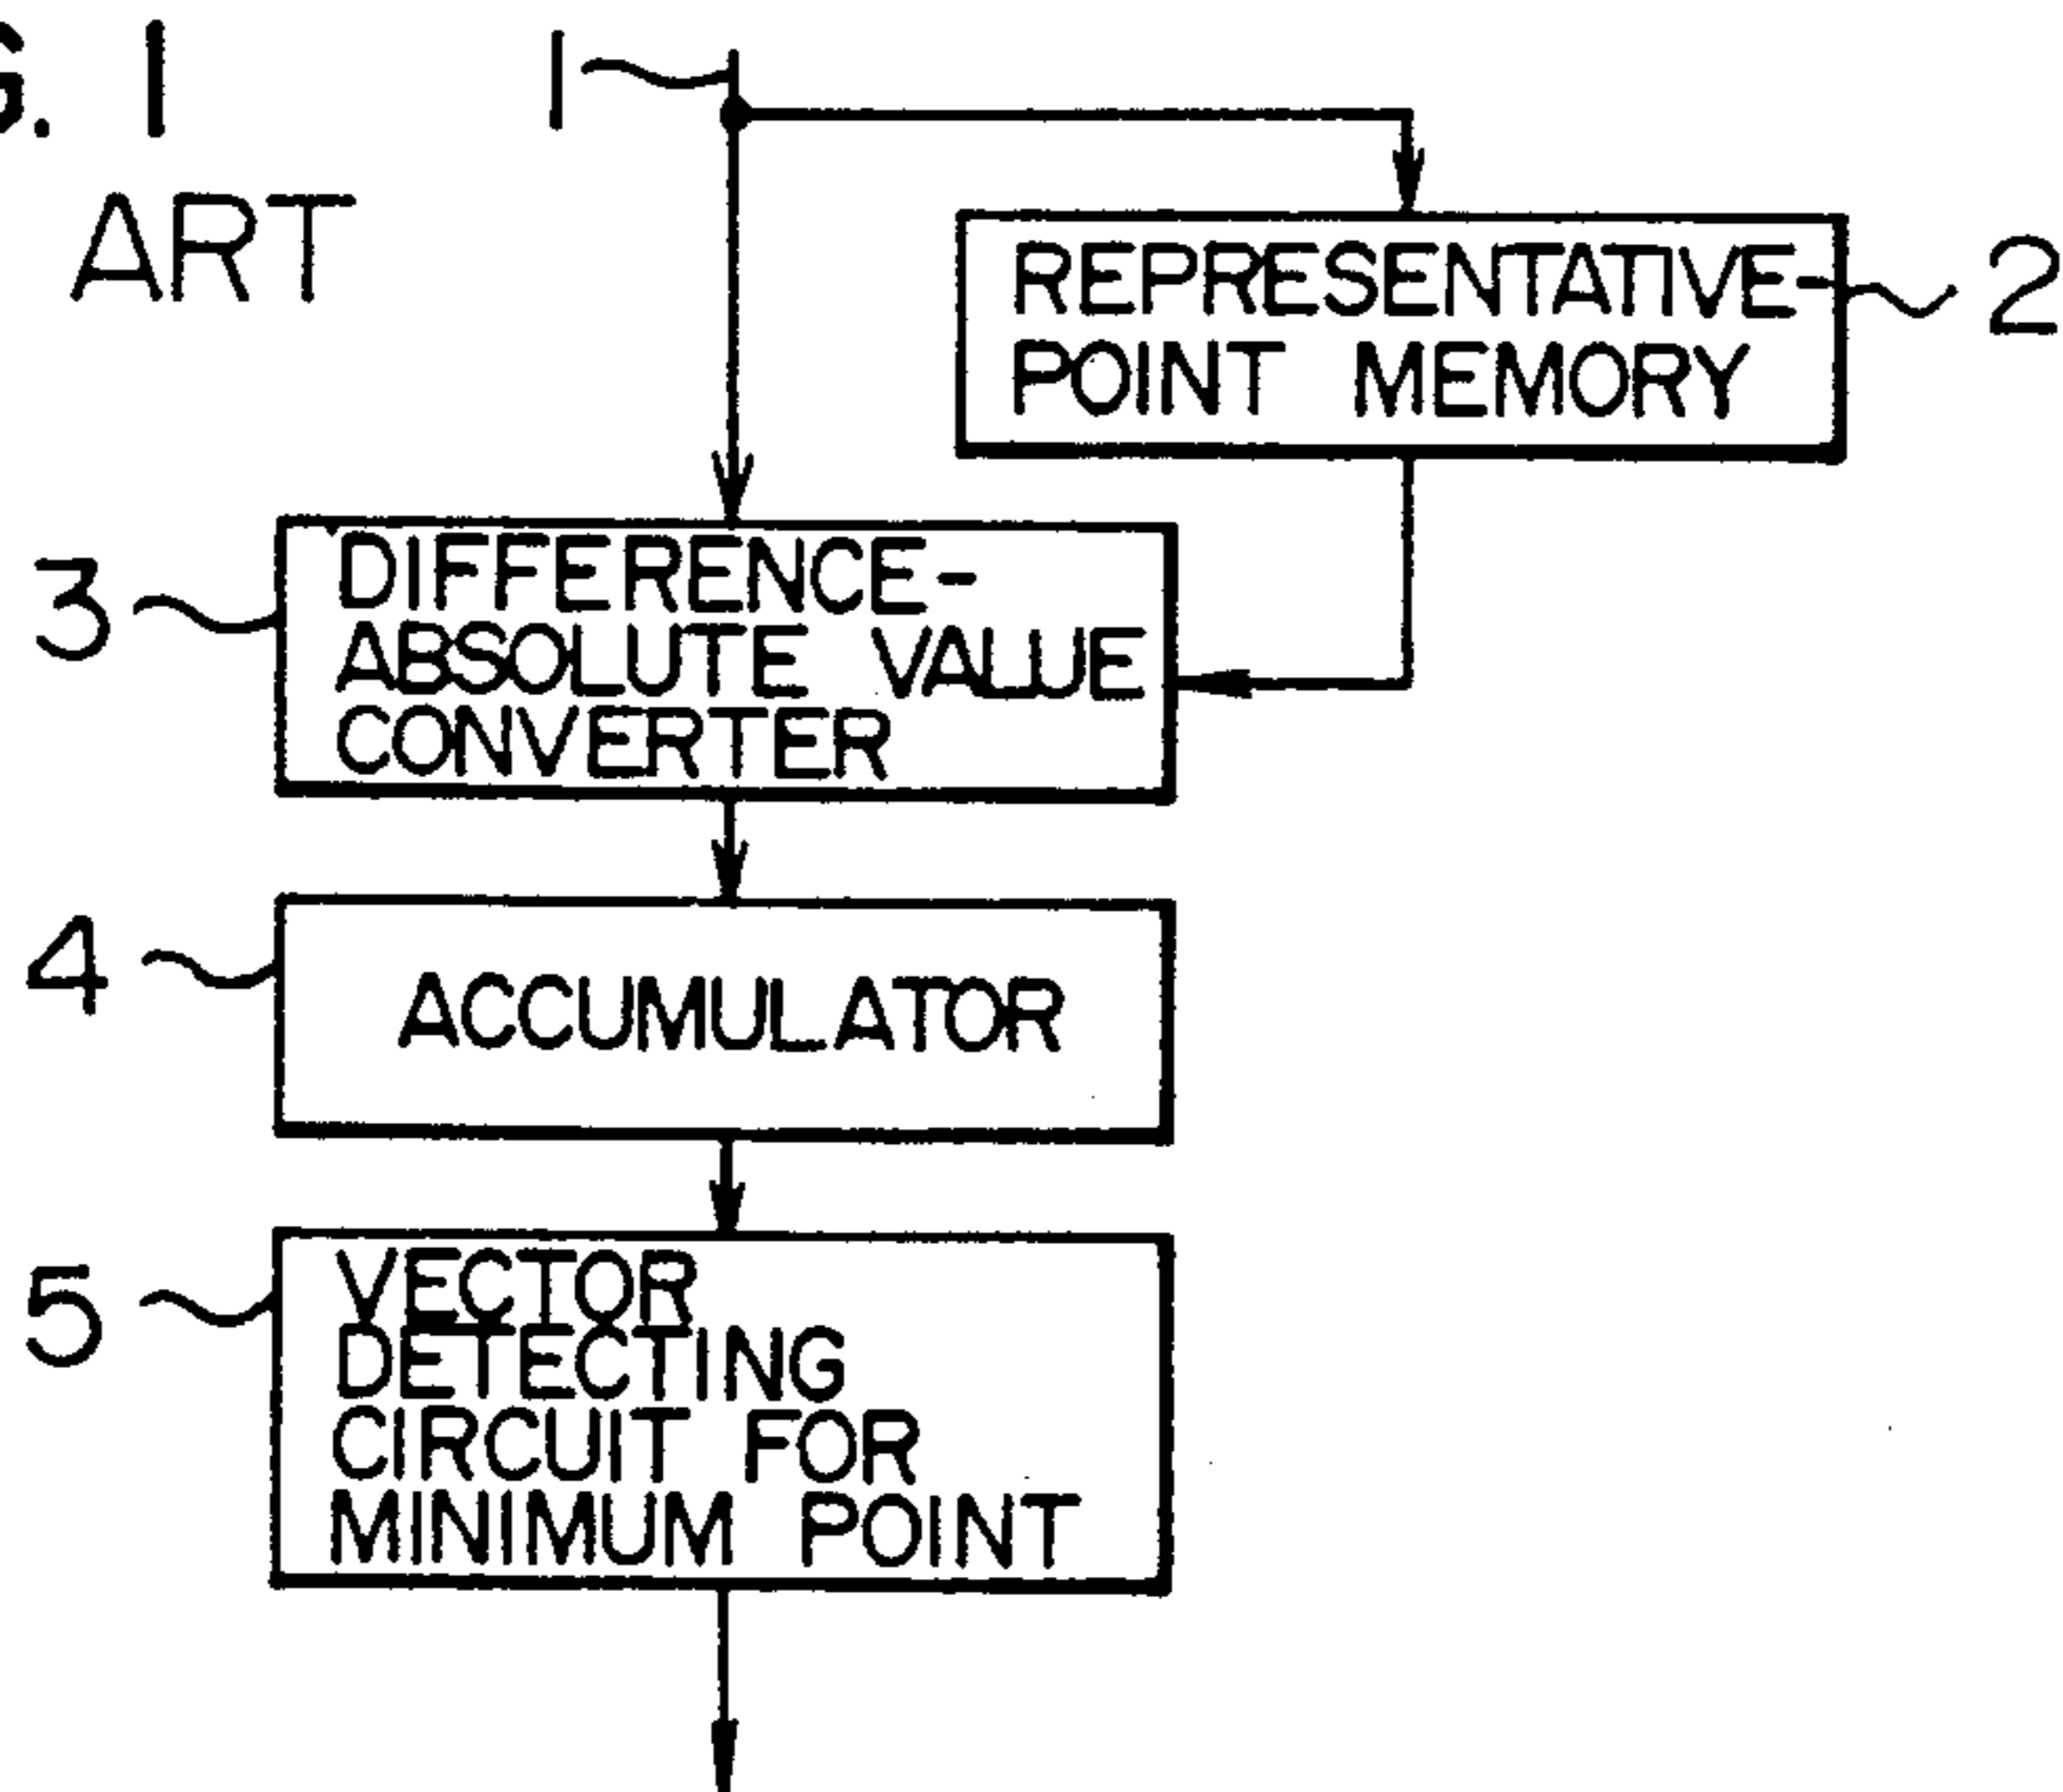 G. 1
1
ART
REPRESENTATIVE-
POINT MEMORY
2
DIFFERENCE-
ABSOLUTE VALUE
CONVERTER
3
4
ACCUMULATOR
5
VECTOR
DETECTING
CIRCUIT FOR
MINIMUM POINT